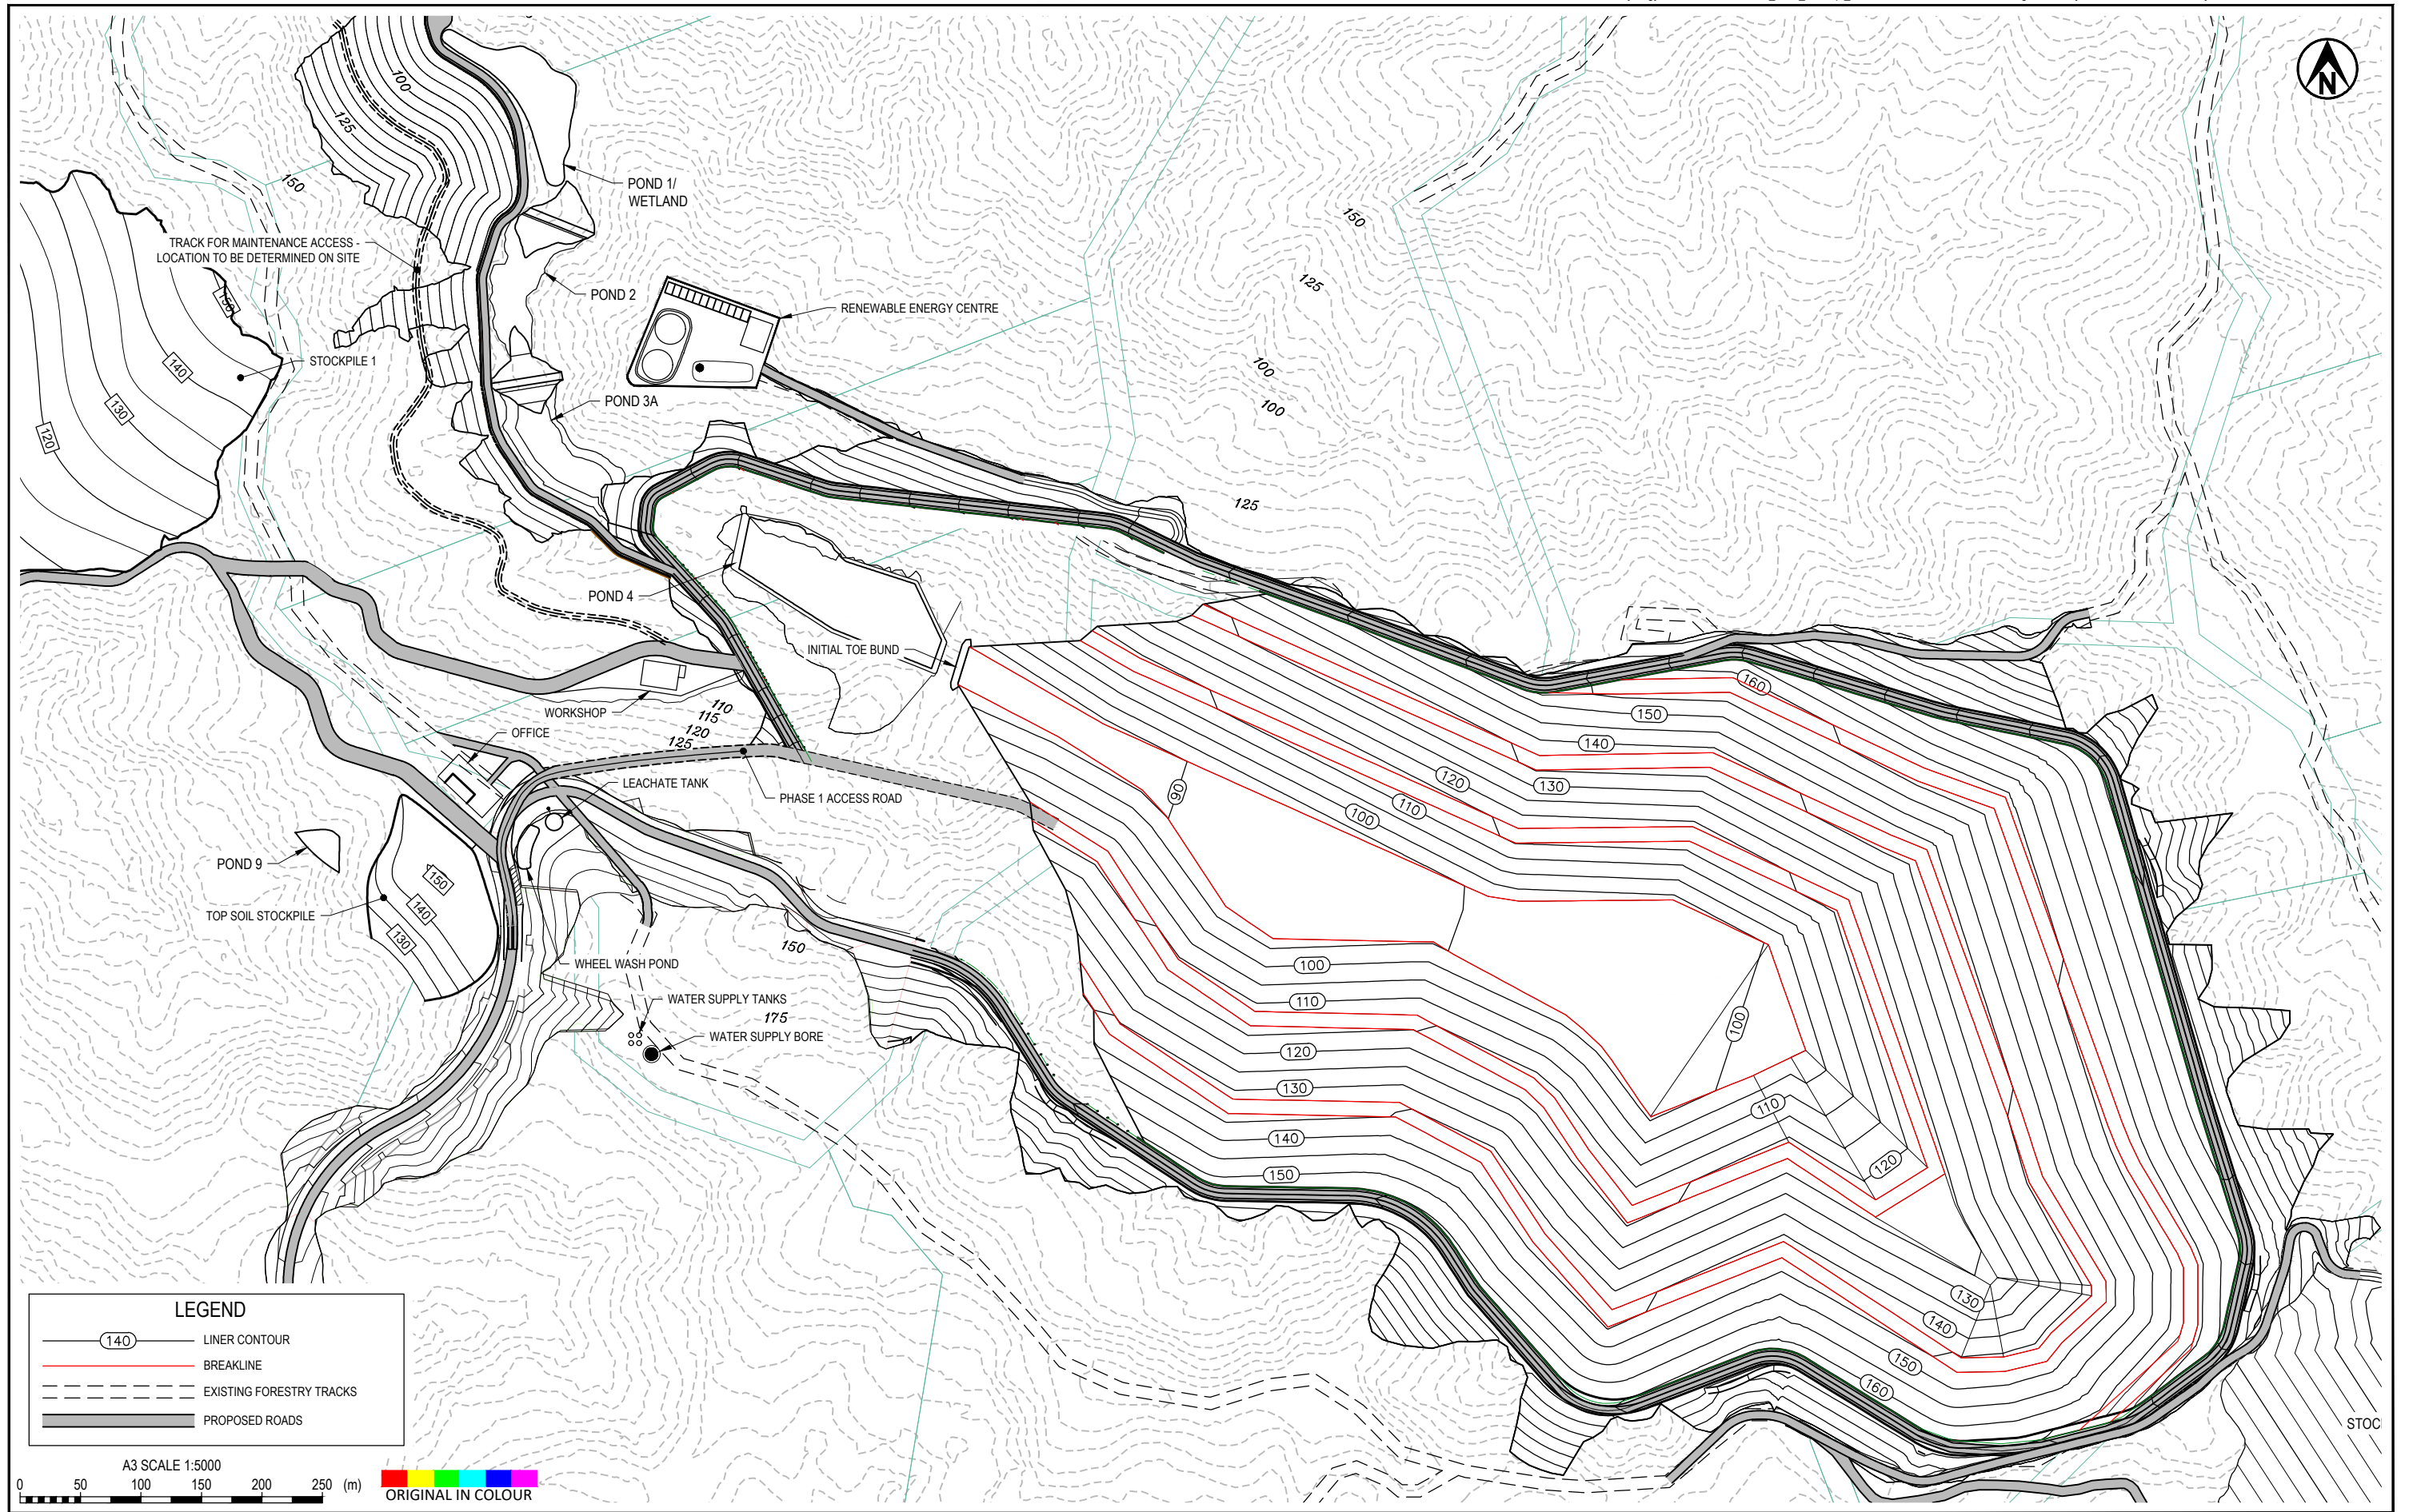 N
100
125
150
POND 1/
WETLAND
150
TRACK FOR MAINTENANCE ACCESS -
LOCATION TO BE DETERMINED ON SITE
125
150
POND 2
RENEWABLE ENERGY CENTRE
STOCKPILE 1
140
100
130
POND 3A
100
120
125
POND 4
INITIAL TOE BUND
160
WORKSHOP
110
115
120
125
150
OFFICE
140
LEACHATE TANK
120
130
PHASE 1 ACCESS ROAD
90
110
100
POND 9
150
TOP SOIL STOCKPILE
140
130
150
WHEEL WASH POND
100
WATER SUPPLY TANKS
110
175
100
WATER SUPPLY BORE
120
130
110
140
120
150
130
140
150
160
LEGEND
140 LINER CONTOUR
BREAKLINE
EXISTING FORESTRY TRACKS
PROPOSED ROADS
STOC
A3 SCALE 1:5000
0 50 100 150 200 250 (m)
ORIGINAL IN COLOUR